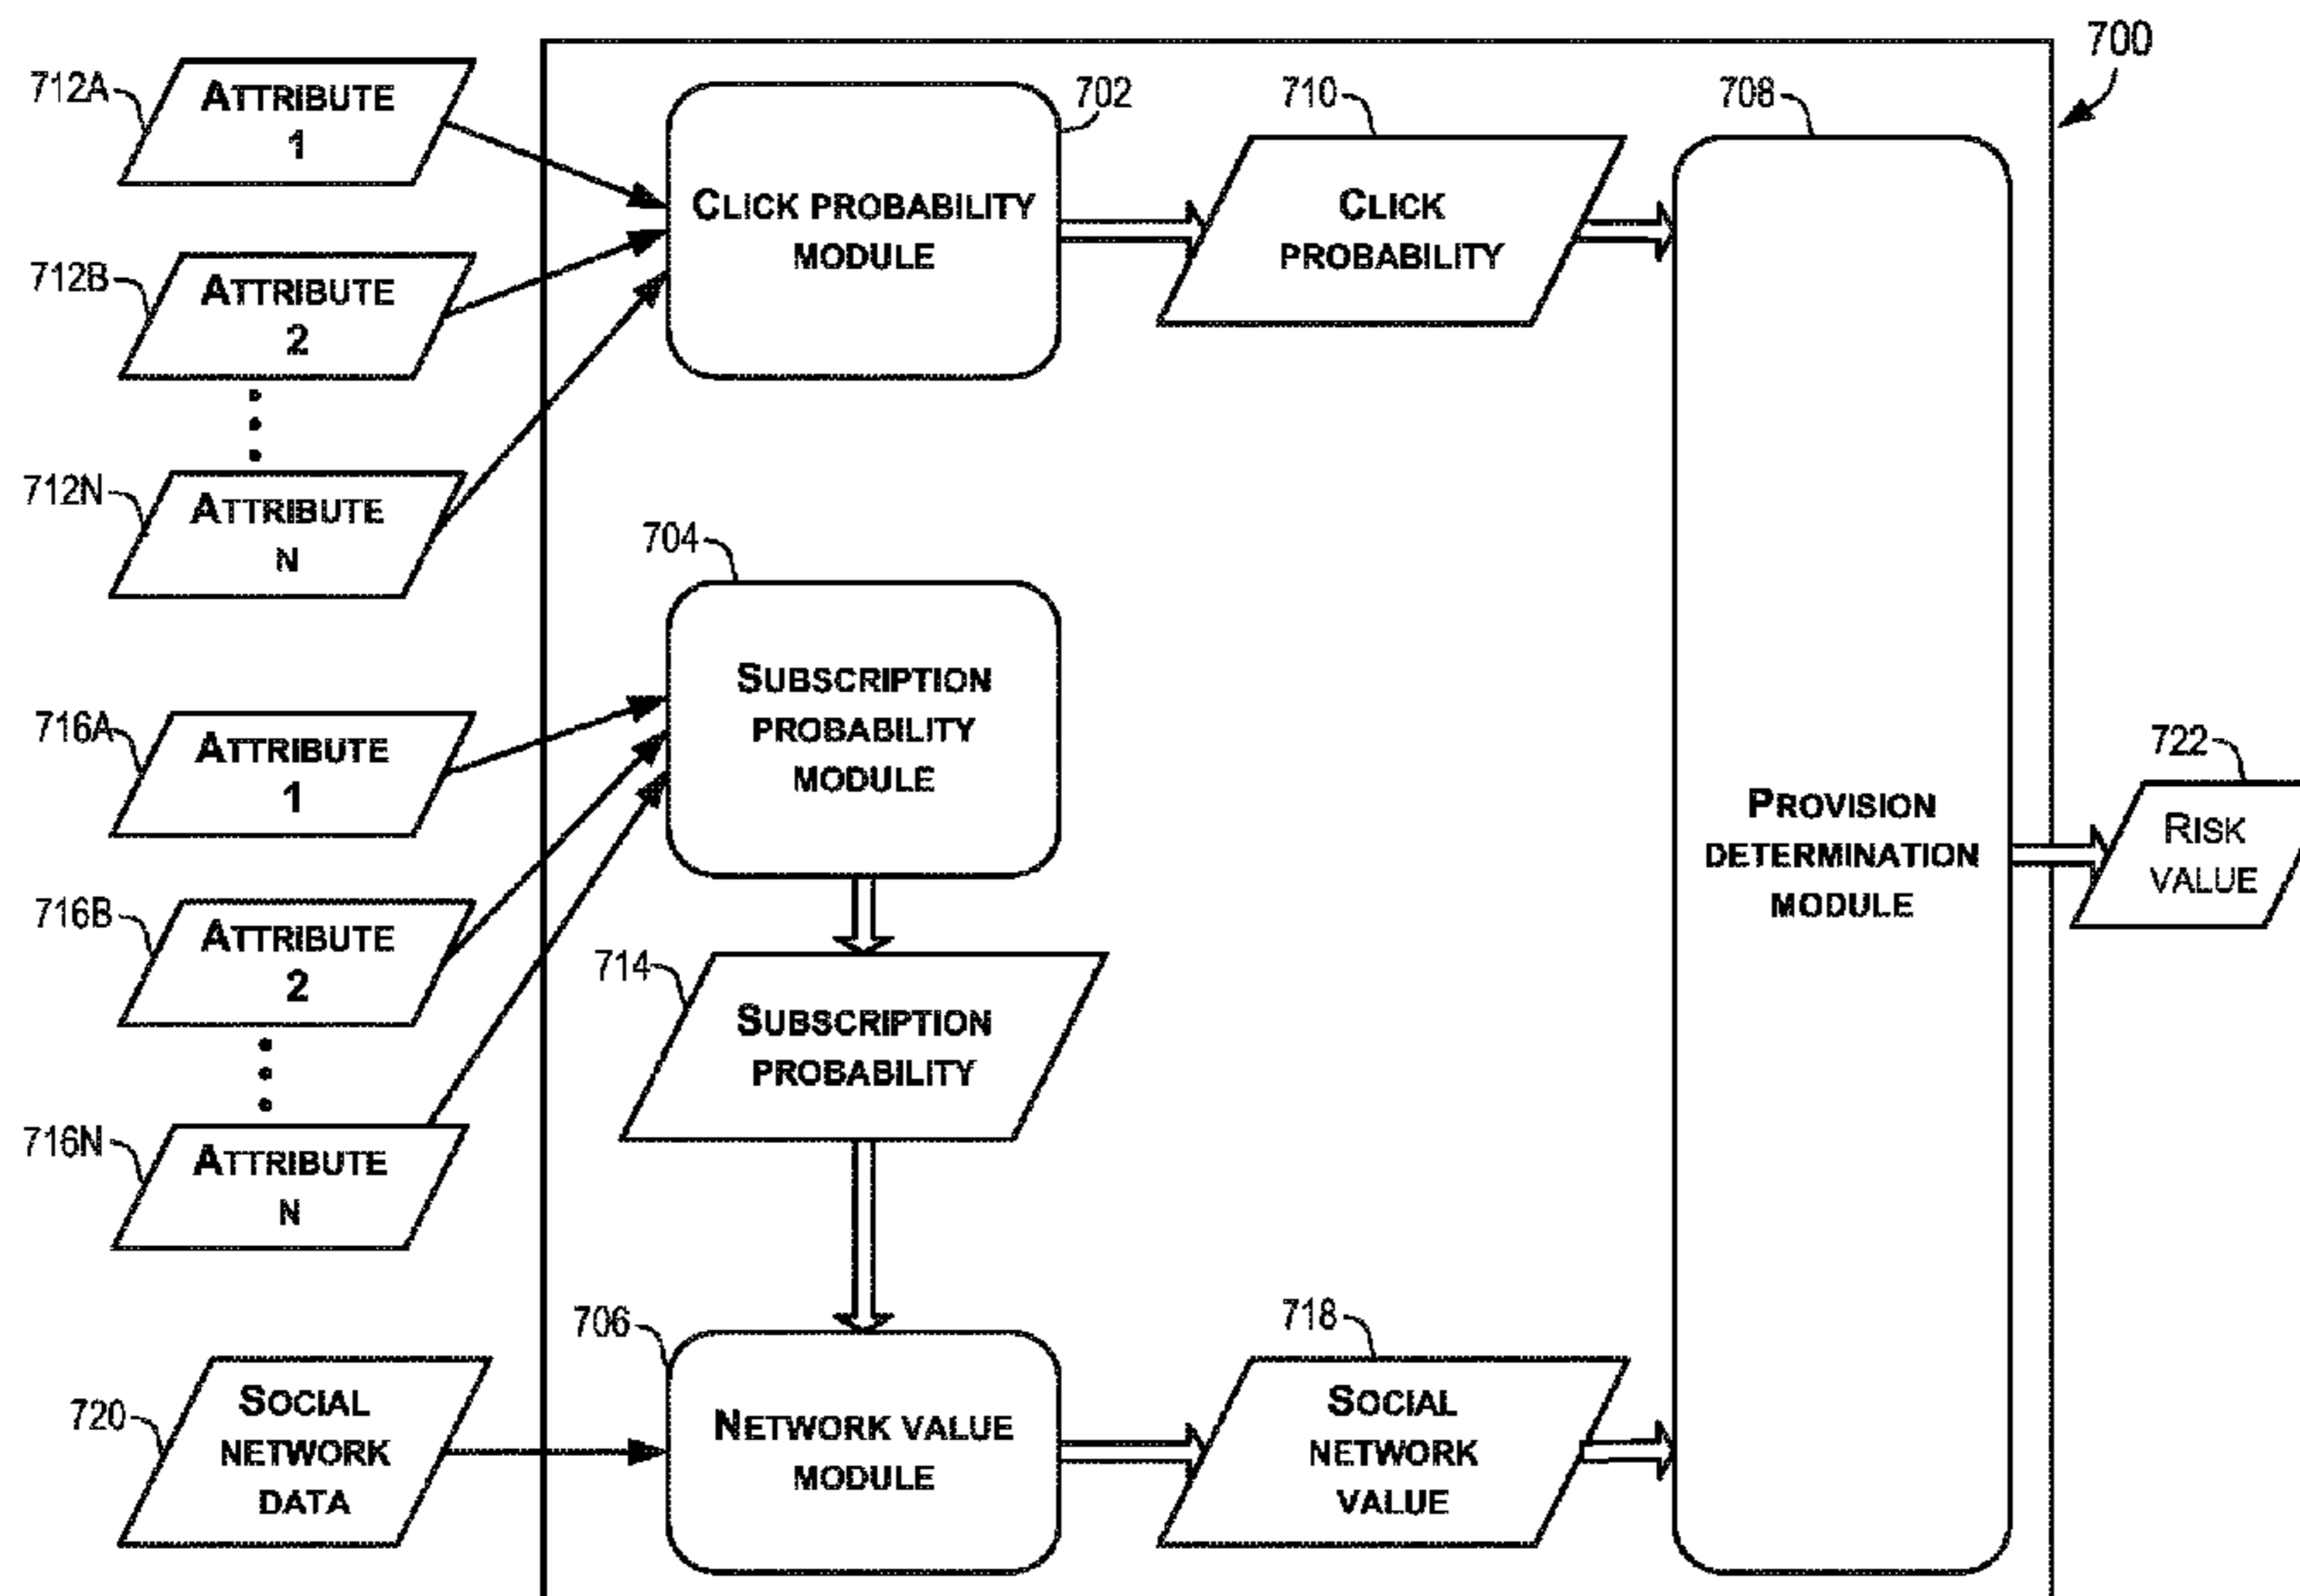 700
712A
ATTRIBUTE
1
702
CLICK PROBABILITY
MODULE
710
CLICK
PROBABILITY
708
712B
ATTRIBUTE
2
712N
ATTRIBUTE
N
704
SUBSCRIPTION
PROBABILITY
MODULE
716A
ATTRIBUTE
1
716B
ATTRIBUTE
2
714
SUBSCRIPTION
PROBABILITY
PROVISION
DETERMINATION
MODULE
722
RISK
VALUE
716N
ATTRIBUTE
N
720
SOCIAL
NETWORK
DATA
706
NETWORK VALUE
MODULE
718
SOCIAL
NETWORK
VALUE